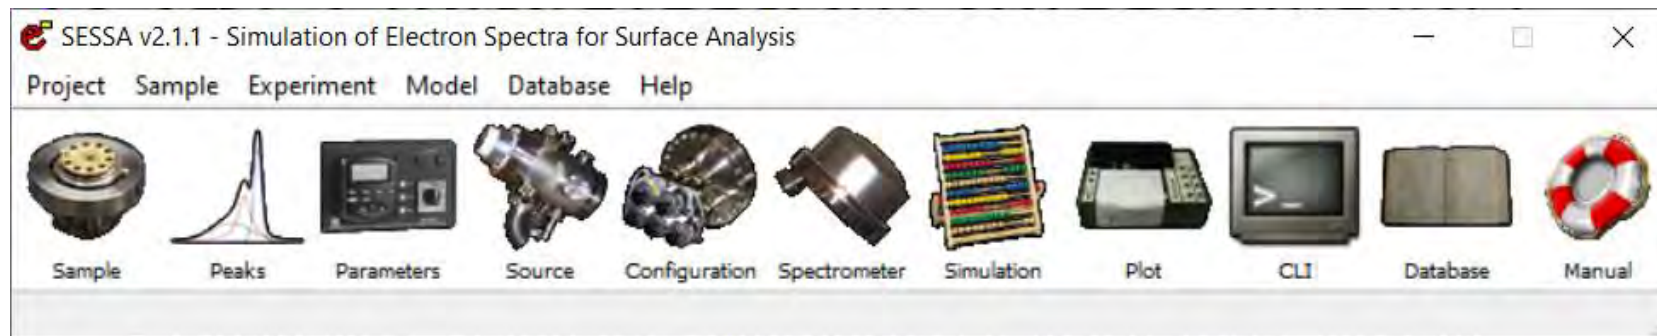 SESSA v2.1.1 - Simulation of Electron Spectra for Surface Analysis
Project Sample Experiment Model Database Help
Sample Peaks Parameters Source Configuration Spectrometer Simulation Plot CLI Database Manual